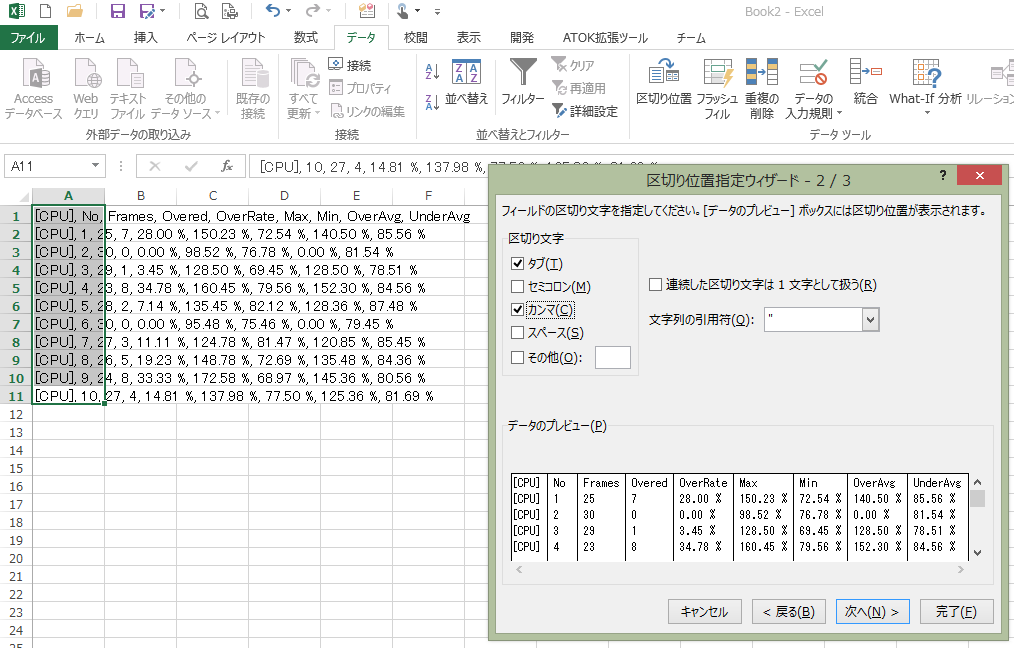 Book2 - Excel
ファイル ホーム 挿入 ページ レイアウト 数式 データ 校閲 表示 開発 ATOK拡張ツール チーム
Access データベース
Web クエリ
テキスト ファイル
その他の データ ソース
既存の 接続
外部データの取り込み
すべて 更新
接続
プロパティ
リンクの編集
接続
並べ替え
フィルター
クリア
再適用
詳細設定
並べ替えとフィルター
区切り位置
フラッシュ フィル
重複の 削除
データの 入力規則
統合
What-If 分析
リレーション
データ ツール
A11
fx
[CPU], 10, 27, 4, 14.81 %, 137.98 %,
A B C D E F
1 [CPU], No, Frames, Overed, OverRate, Max, Min, OverAvg, UnderAvg
2 [CPU], 1, 25, 7, 28.00 %, 150.23 %, 72.54 %, 140.50 %, 85.56 %
3 [CPU], 2, 30, 0, 0.00 %, 98.52 %, 76.78 %, 0.00 %, 81.54 %
4 [CPU], 3, 29, 1, 3.45 %, 128.50 %, 69.45 %, 128.50 %, 78.51 %
5 [CPU], 4, 23, 8, 34.78 %, 160.45 %, 79.56 %, 152.30 %, 84.56 %
6 [CPU], 5, 28, 2, 7.14 %, 135.45 %, 82.12 %, 128.36 %, 87.48 %
7 [CPU], 6, 30, 0, 0.00 %, 95.48 %, 75.46 %, 0.00 %, 79.45 %
8 [CPU], 7, 27, 3, 11.11 %, 124.78 %, 81.47 %, 120.85 %, 85.45 %
9 [CPU], 8, 26, 5, 19.23 %, 148.78 %, 72.69 %, 135.48 %, 84.36 %
10 [CPU], 9, 24, 8, 33.33 %, 172.58 %, 68.97 %, 145.36 %, 80.56 %
11 [CPU], 10, 27, 4, 14.81 %, 137.98 %, 77.50 %, 125.36 %, 81.69 %
12
13
14
15
16
17
18
19
20
21
22
23
24
25
区切り位置指定ウィザード - 2 / 3
? ×
フィールドの区切り文字を指定してください。[データのプレビュー] ボックスには区切り位置が表示されます。
区切り文字
タブ(T)
セミコロン(M)
カンマ(C)
スペース(S)
その他(O):
連続した区切り文字は 1 文字として扱う(R)
文字列の引用符(Q): "
データのプレビュー(P)
[CPU] No Frames Overed OverRate Max Min OverAvg UnderAvg
[CPU] 1 25 7 28.00 % 150.23 % 72.54 % 140.50 % 85.56 %
[CPU] 2 30 0 0.00 % 98.52 % 76.78 % 0.00 % 81.54 %
[CPU] 3 29 1 3.45 % 128.50 % 69.45 % 128.50 % 78.51 %
[CPU] 4 23 8 34.78 % 160.45 % 79.56 % 152.30 % 84.56 %
キャンセル < 戻る(B) 次へ(N) > 完了(F)